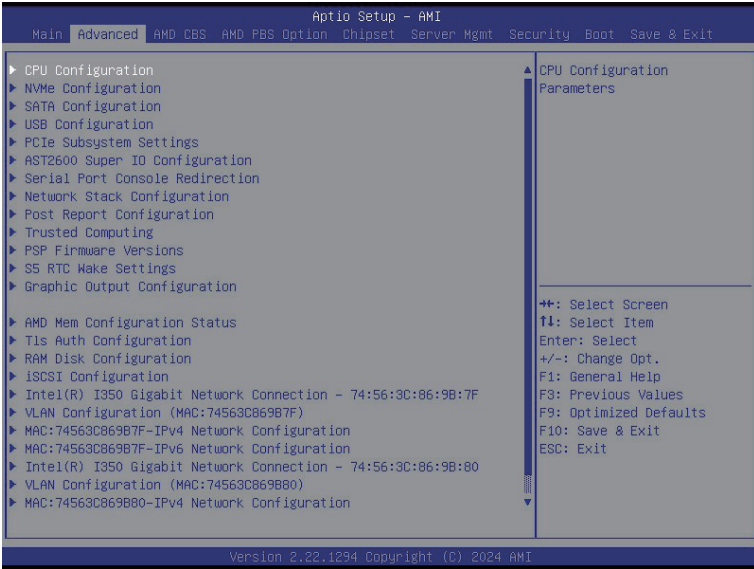 Aptio Setup – AMI
Main Advanced AMD CBS AMD PBS Option Chipset Server Mgmt Security Boot Save & Exit
CPU Configuration
NVMe Configuration
SATA Configuration
USB Configuration
PCIe Subsystem Settings
AST2600 Super IO Configuration
Serial Port Console Redirection
Network Stack Configuration
Post Report Configuration
Trusted Computing
PSP Firmware Versions
S5 RTC Wake Settings
Graphic Output Configuration
AMD Mem Configuration Status
Tls Auth Configuration
RAM Disk Configuration
iSCSI Configuration
Intel(R) I350 Gigabit Network Connection – 74:56:3C:86:9B:7F
VLAN Configuration (MAC:74563C869B7F)
MAC:74563C869B7F-IPv4 Network Configuration
MAC:74563C869B7F-IPv6 Network Configuration
Intel(R) I350 Gigabit Network Connection – 74:56:3C:86:9B:80
VLAN Configuration (MAC:74563C869B80)
MAC:74563C869B80-IPv4 Network Configuration
CPU Configuration
Parameters
→←: Select Screen
↑↓: Select Item
Enter: Select
+/-: Change Opt.
F1: General Help
F3: Previous Values
F9: Optimized Defaults
F10: Save & Exit
ESC: Exit
Version 2.22.1294 Copyright (C) 2024 AMI